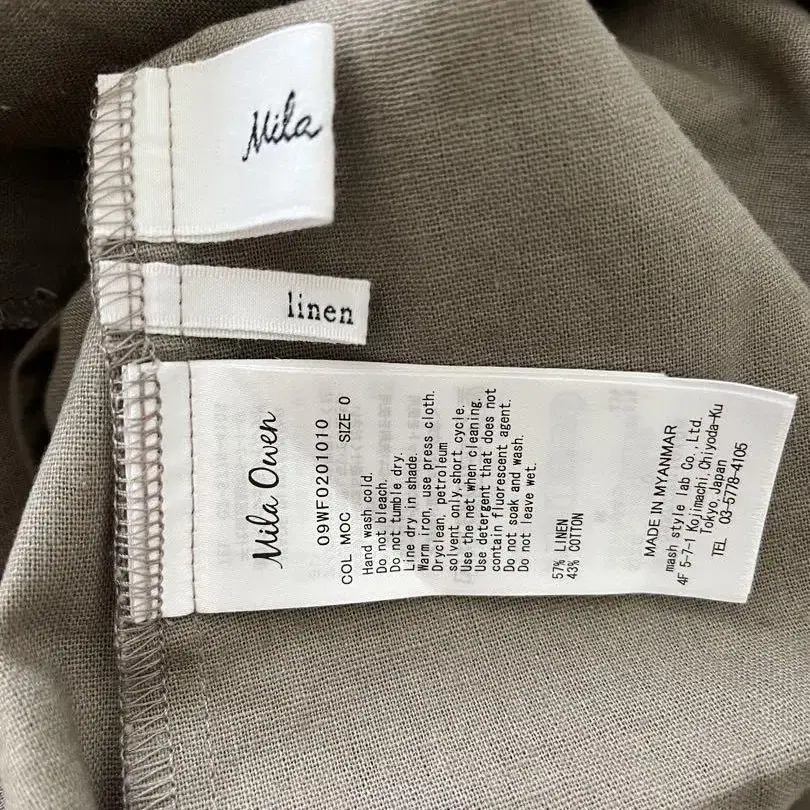 Mila
linen
Mila Owen
09WFO201010
COL MOC SIZE 0
Hand wash cold.
Do not bleach.
Do not tumble dry.
Line dry in shade.
Warm iron, use press cloth.
Dryclean, petroleum
solvent only, short cycle.
Use the net when cleaning.
Use detergent that does not
contain fluorescent agent.
Do not soak and wash.
Do not leave wet.
57% LINEN
43% COTTON
MADE IN MYANMAR
mash style lab Co., Ltd.
4F 5-7-1 Kojimachi, Chiyoda-Ku
Tokyo, Japan
TEL 03-5778-4105